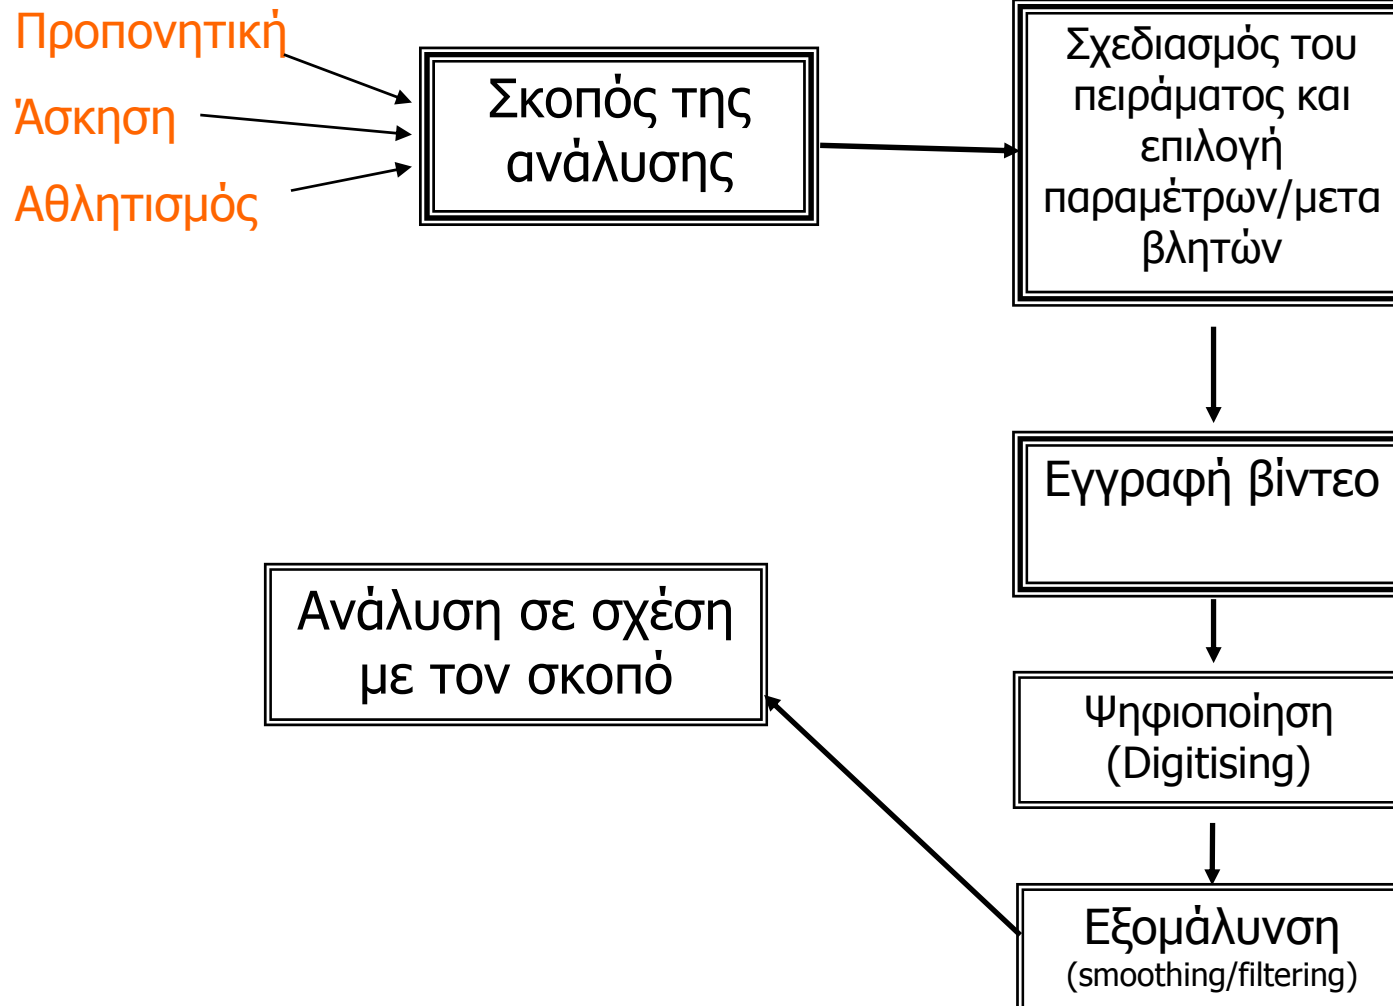 Προπονητική
Άσκηση
Αθλητισμός
Σκοπός της
ανάλυσης
Σχεδιασμός του
πειράματος και
επιλογή
παραμέτρων/μετα
βλητών
Εγγραφή βίντεο
Ψηφιοποίηση
(Digitising)
Εξομάλυνση
(smoothing/filtering)
Ανάλυση σε σχέση
με τον σκοπό